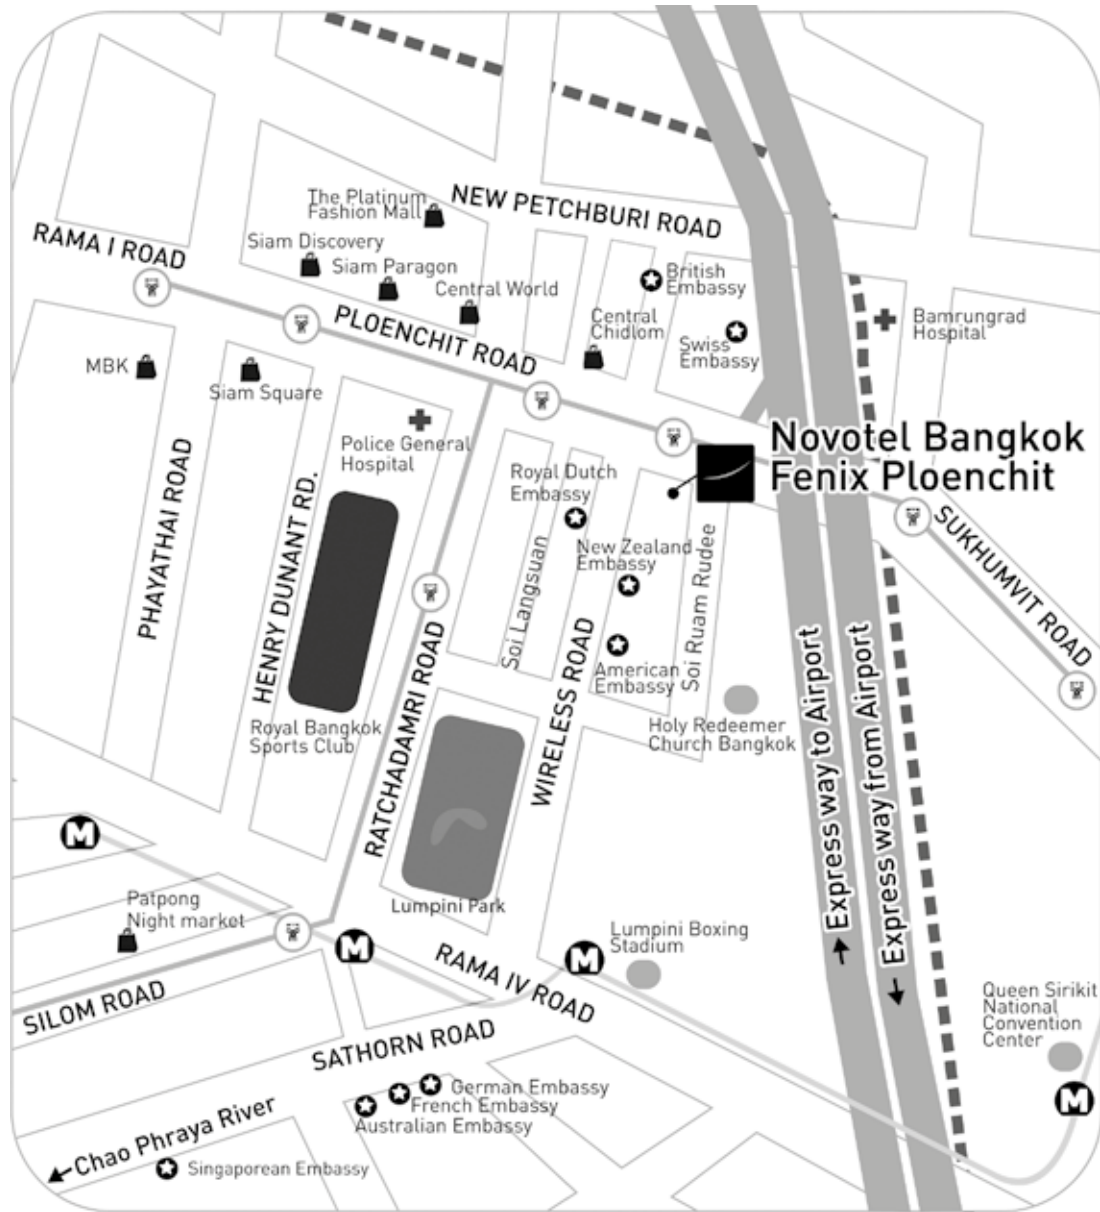 The Platinum
Fashion Mall
NEW PETCHBURI ROAD
RAMA I ROAD
Siam Discovery
Siam Paragon
Central World
British
Embassy
Central
Chidlom
Swiss
Embassy
Bamrungrad
Hospital
PLOENCHIT ROAD
MBK
Siam Square
Police General
Hospital
Novotel Bangkok
Fenix Ploenchit
Royal Dutch
Embassy
New Zealand
Embassy
American
Embassy
PHAYATHAI ROAD
HENRY DUNANT RD.
Soi Langsuan
Soi Ruam Rudee
SUKHUMVIT ROAD
Royal Bangkok
Sports Club
RATCHADAMRI ROAD
WIRELESS ROAD
Holy Redeemer
Church Bangkok
Express way to Airport
Express way from Airport
M
Patpong
Night market
Lumpini Park
M
M
Lumpini Boxing
Stadium
RAMA IV ROAD
SILOM ROAD
SATHORN ROAD
Queen Sirikit
National
Convention
Center
M
German Embassy
French Embassy
Australian Embassy
Chao Phraya River
Singaporean Embassy